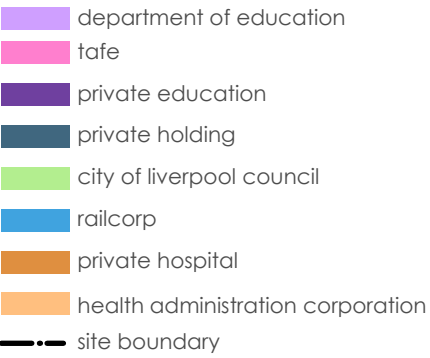 department of education
tafe
private education
private holding
city of liverpool council
railcorp
private hospital
health administration corporation
site boundary